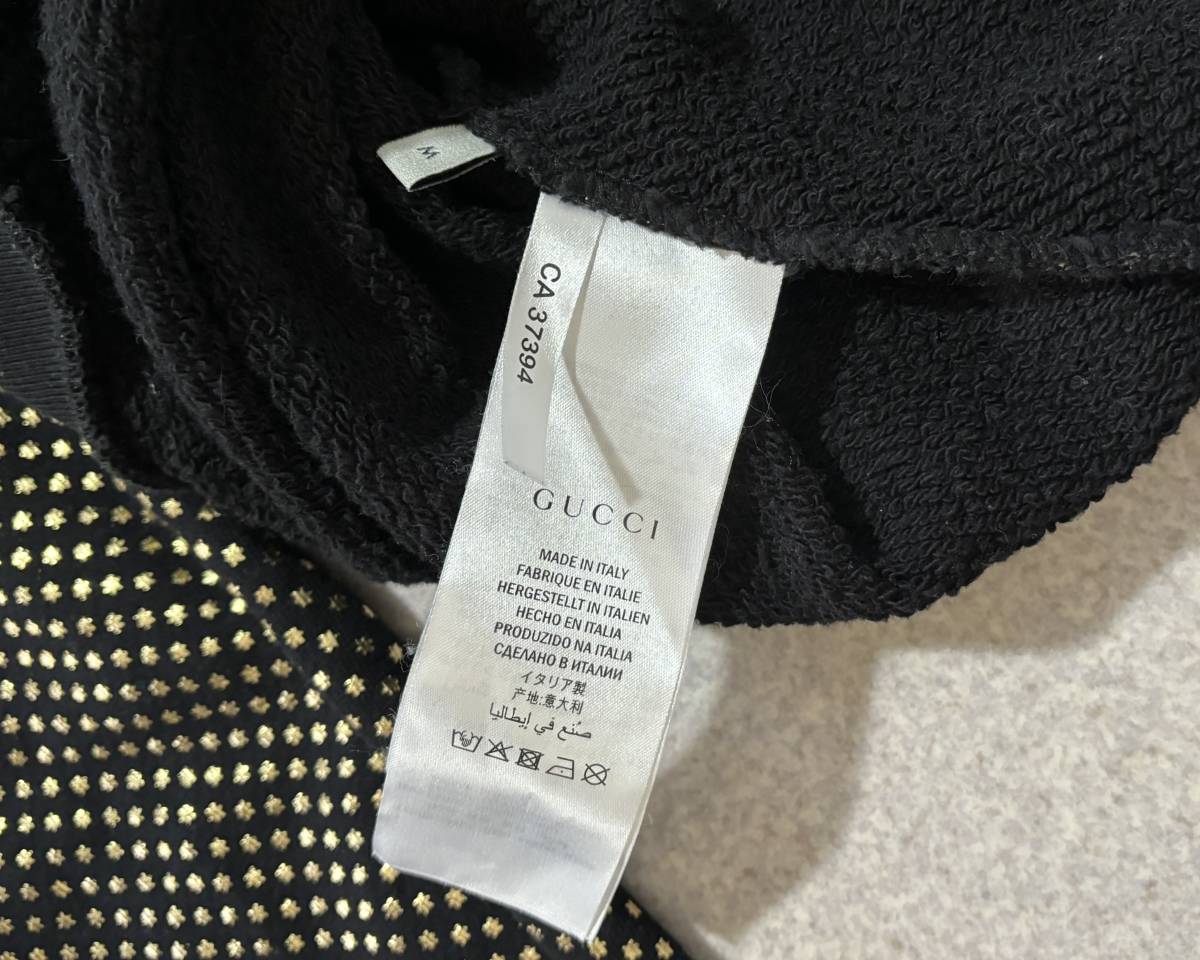 M
CA 37394
GUCCI
MADE IN ITALY
FABRIQUE EN ITALIE
HERGESTELLT IN ITALIEN
HECHO EN ITALIA
PRODUZIDO NA ITALIA
СДЕЛАНО В ИТАЛИИ
イタリア製
产地:意大利
صنع في إيطاليا